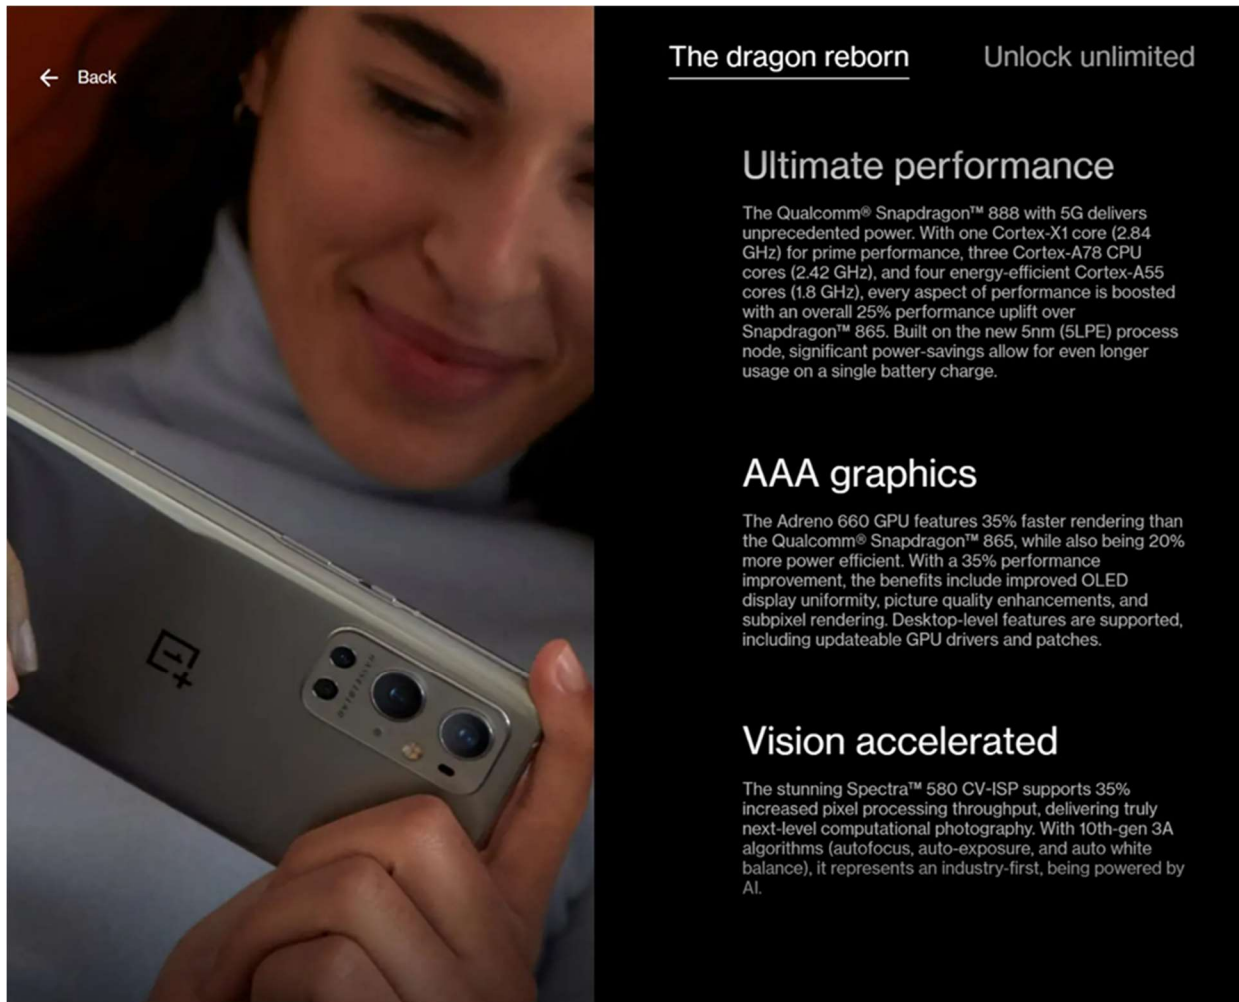 Back
The dragon reborn
Unlock unlimited
Ultimate performance
The Qualcomm® Snapdragon™ 888 with 5G delivers
unprecedented power. With one Cortex-X1 core (2.84
GHz) for prime performance, three Cortex-A78 CPU
cores (2.42 GHz), and four energy-efficient Cortex-A55
cores (1.8 GHz), every aspect of performance is boosted
with an overall 25% performance uplift over
Snapdragon™ 865. Built on the new 5nm (5LPE) process
node, significant power-savings allow for even longer
usage on a single battery charge.
AAA graphics
The Adreno 660 GPU features 35% faster rendering than
the Qualcomm® Snapdragon™ 865, while also being 20%
more power efficient. With a 35% performance
improvement, the benefits include improved OLED
display uniformity, picture quality enhancements, and
subpixel rendering. Desktop-level features are supported,
including updateable GPU drivers and patches.
Vision accelerated
The stunning Spectra™ 580 CV-ISP supports 35%
increased pixel processing throughput, delivering truly
next-level computational photography. With 10th-gen 3A
algorithms (autofocus, auto-exposure, and auto white
balance), it represents an industry-first, being powered by
AI.
1+
HASSELBLAD